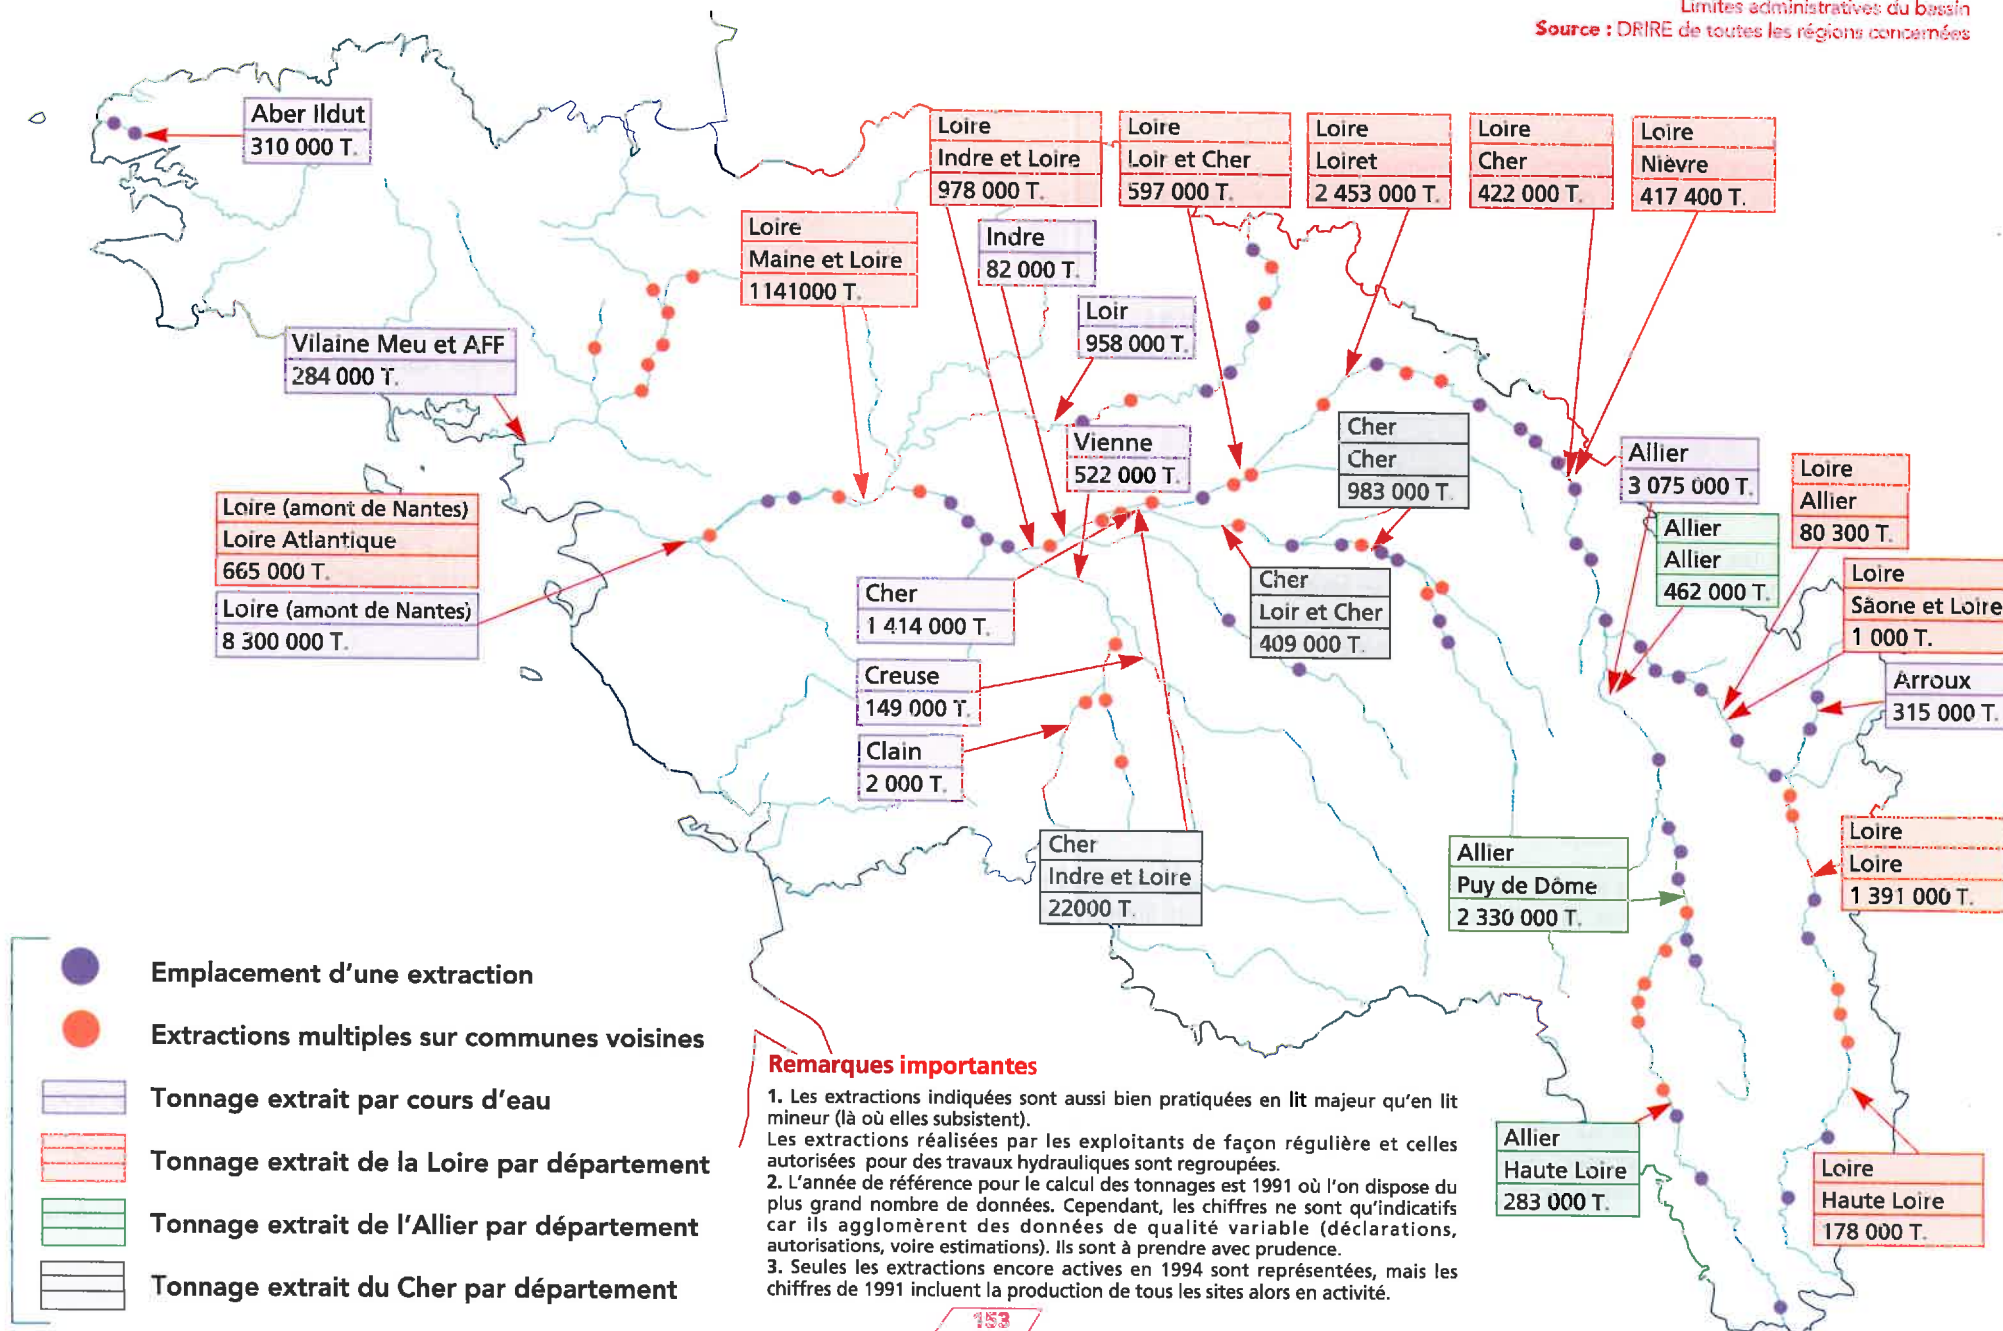 Limites administratives du bassin
Source : DRIRE de toutes les régions concernées
Aber Ildut
310 000 T.
Loire
Indre et Loire
978 000 T.
Loire
Loir et Cher
597 000 T.
Loire
Loiret
2 453 000 T.
Loire
Cher
422 000 T.
Loire
Nièvre
417 400 T.
Loire
Maine et Loire
1141000 T.
Indre
82 000 T.
Loir
958 000 T.
Vilaine Meu et AFF
284 000 T.
Vienne
522 000 T.
Cher
Cher
983 000 T.
Allier
3 075 000 T.
Loire
Allier
80 300 T.
Loire (amont de Nantes)
Loire Atlantique
665 000 T.
Loire (amont de Nantes)
8 300 000 T.
Allier
Allier
462 000 T.
Loire
Sâone et Loire
1 000 T.
Cher
1 414 000 T.
Cher
Loir et Cher
409 000 T.
Creuse
149 000 T.
Arroux
315 000 T.
Clain
2 000 T.
Cher
Indre et Loire
22000 T.
Allier
Puy de Dôme
2 330 000 T.
Loire
Loire
1 391 000 T.
Allier
Haute Loire
283 000 T.
Loire
Haute Loire
178 000 T.
Emplacement d'une extraction
Extractions multiples sur communes voisines
Tonnage extrait par cours d'eau
Tonnage extrait de la Loire par département
Tonnage extrait de l'Allier par département
Tonnage extrait du Cher par département
Remarques importantes
1. Les extractions indiquées sont aussi bien pratiquées en lit majeur qu'en lit
mineur (là où elles subsistent).
Les extractions réalisées par les exploitants de façon régulière et celles
autorisées pour des travaux hydrauliques sont regroupées.
2. L'année de référence pour le calcul des tonnages est 1991 où l'on dispose du
plus grand nombre de données. Cependant, les chiffres ne sont qu'indicatifs
car ils agglomèrent des données de qualité variable (déclarations,
autorisations, voire estimations). Ils sont à prendre avec prudence.
3. Seules les extractions encore actives en 1994 sont représentées, mais les
chiffres de 1991 incluent la production de tous les sites alors en activité.
153